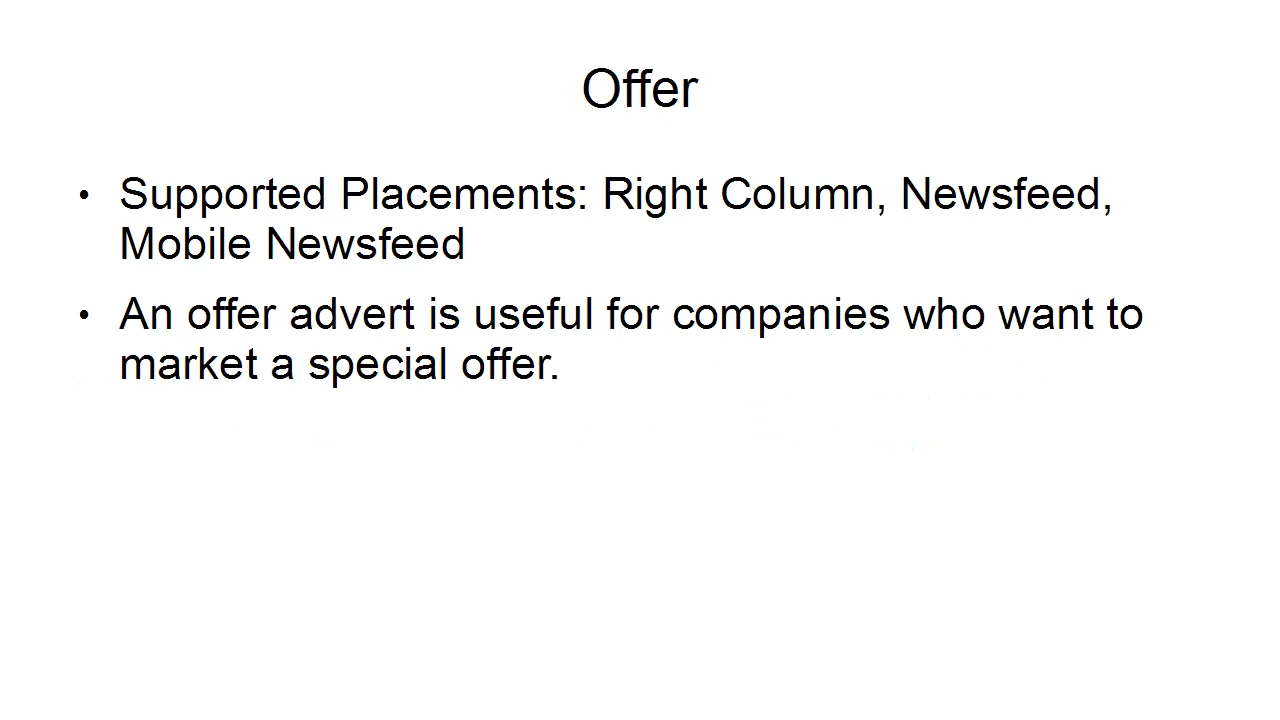 Offer
• Supported Placements: Right Column, Newsfeed,
Mobile Newsfeed
• An offer advert is useful for companies who want to
market a special offer.